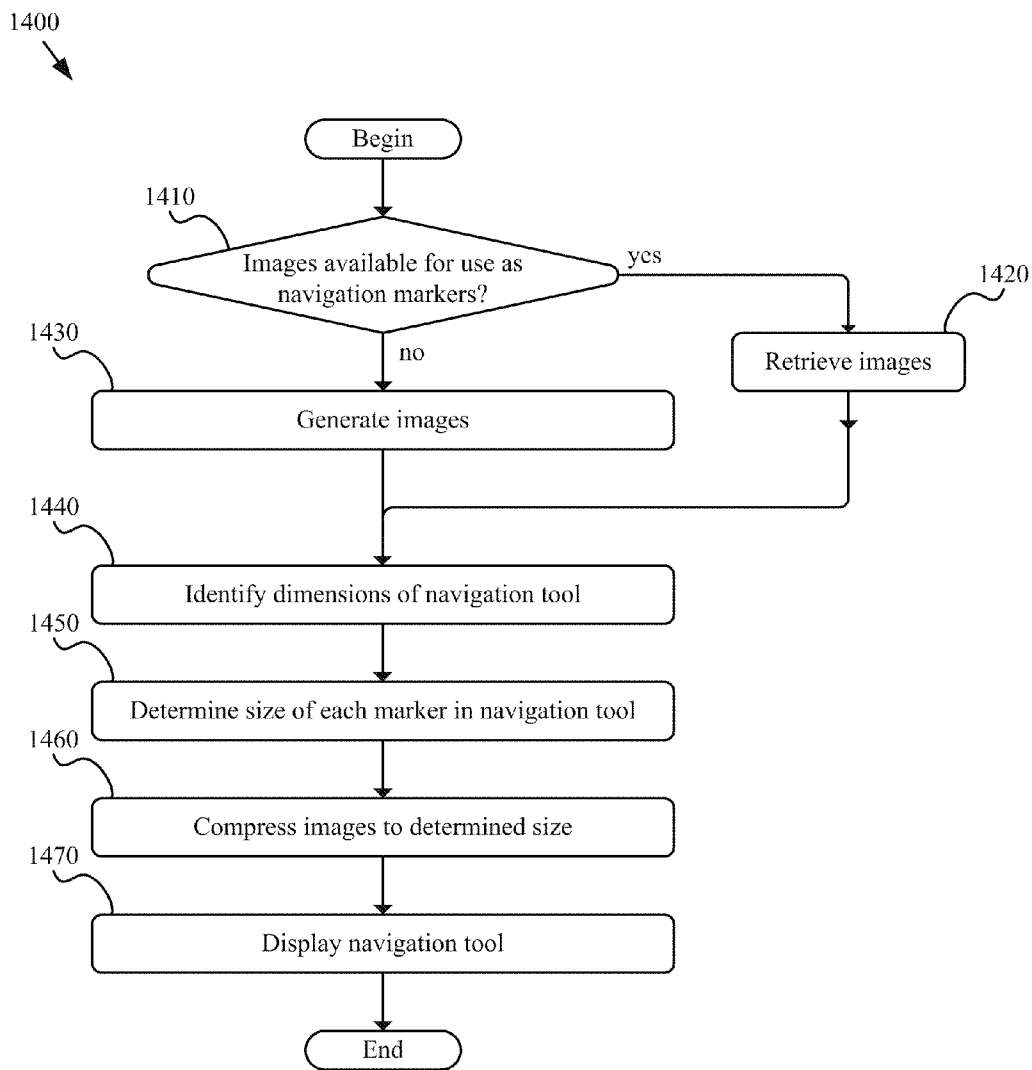 1400
Begin
1410
Images available for use as
navigation markers?
yes
1420
Retrieve images
no
1430
Generate images
1440
Identify dimensions of navigation tool
1450
Determine size of each marker in navigation tool
1460
Compress images to determined size
1470
Display navigation tool
End